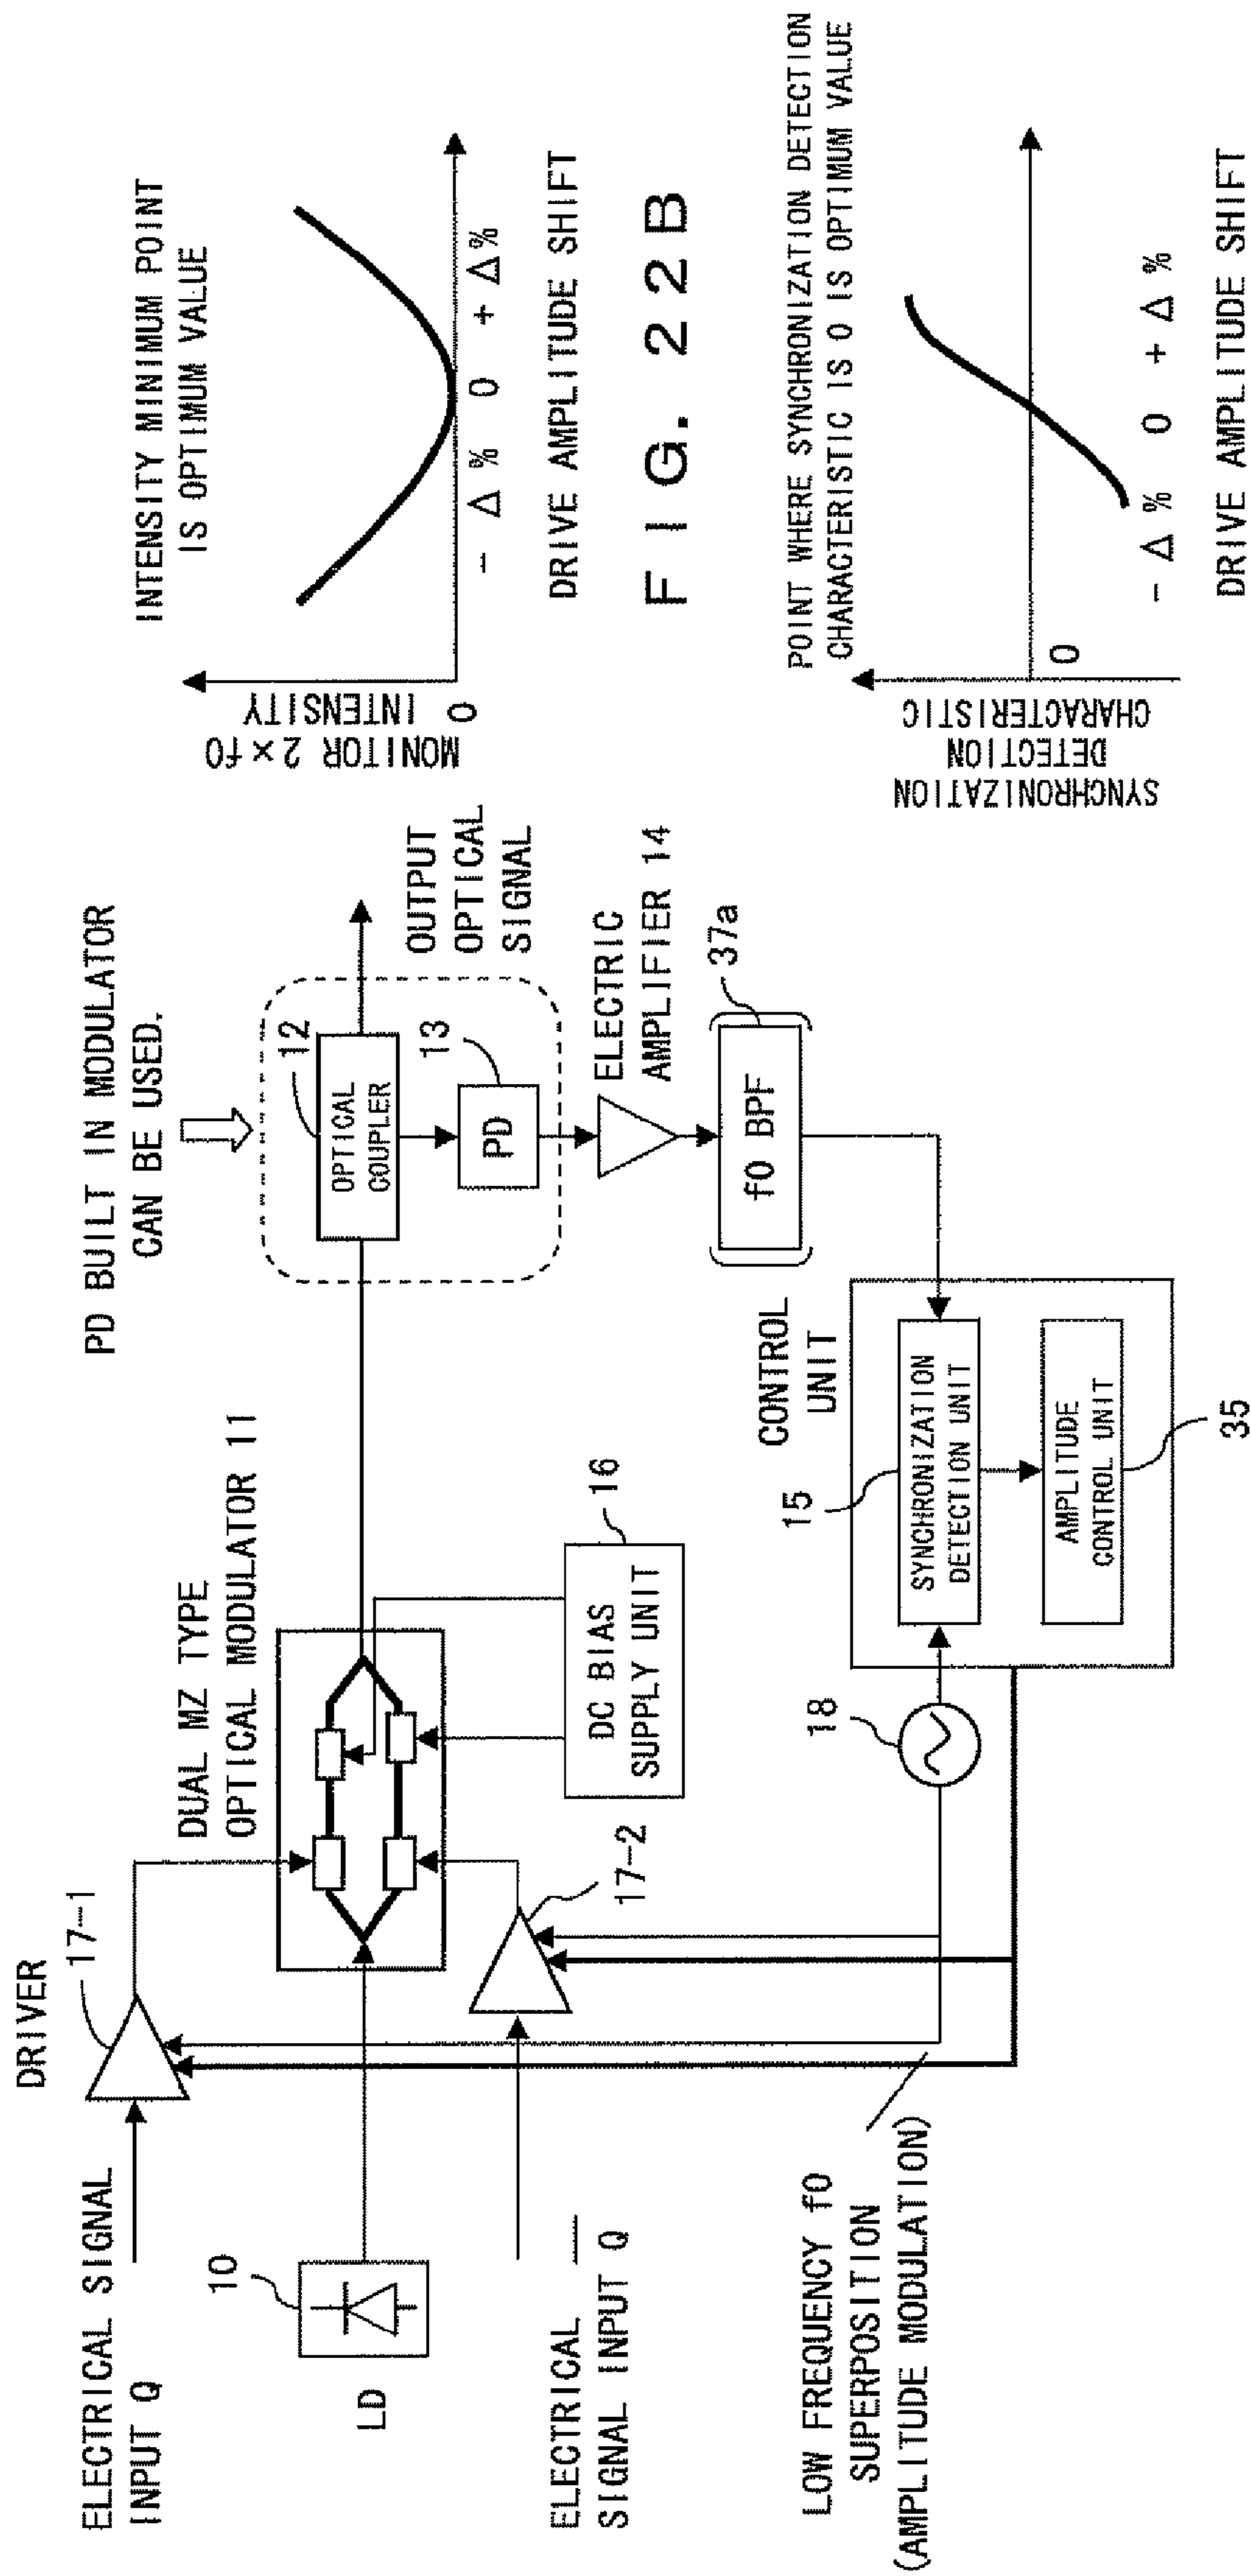 DRIVER
17-1
ELECTRICAL SIGNAL
INPUT Q
10
LD
ELECTRICAL
SIGNAL INPUT Q̅
LOW FREQUENCY f0
SUPERPOSITION
(AMPLITUDE MODULATION)
DUAL MZ TYPE
OPTICAL MODULATOR 11
17-2
DC BIAS
SUPPLY UNIT
16
18
CONTROL
UNIT
15
SYNCHRONIZATION
DETECTION UNIT
AMPLITUDE
CONTROL UNIT
35
PD BUILT IN MODULATOR
CAN BE USED.
12
OPTICAL
COUPLER
13
PD
OUTPUT
OPTICAL
SIGNAL
ELECTRIC
AMPLIFIER 14
37a
f0 BPF
INTENSITY MINIMUM POINT
IS OPTIMUM VALUE
MONITOR 2×f0
INTENSITY
0
- Δ % 0 + Δ%
DRIVE AMPLITUDE SHIFT
FIG. 22B
POINT WHERE SYNCHRONIZATION DETECTION
CHARACTERISTIC IS 0 IS OPTIMUM VALUE
SYNCHRONIZATION
DETECTION
CHARACTERISTIC
0
- Δ % 0 + Δ %
DRIVE AMPLITUDE SHIFT